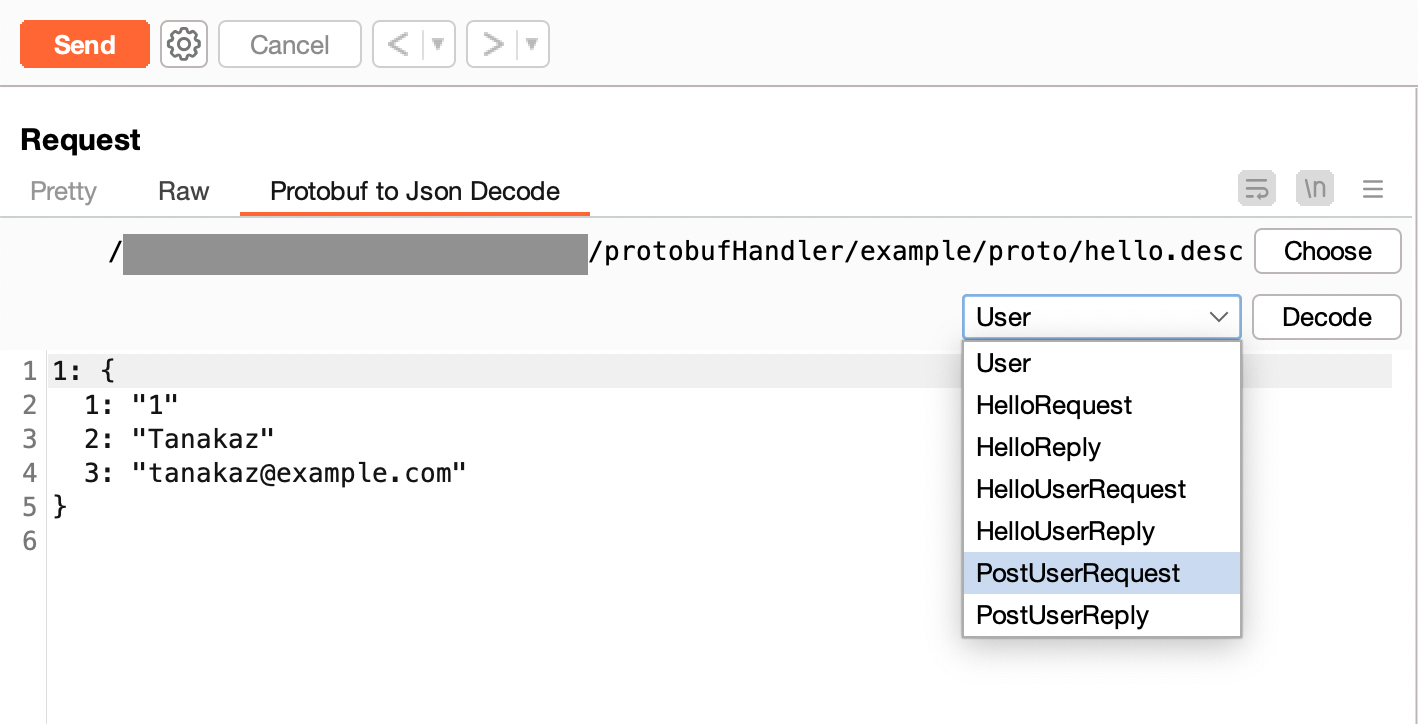 Send Cancel < >
Request
Pretty Raw Protobuf to Json Decode \n
/ /protobufHandler/example/proto/hello.desc Choose
User Decode
User
HelloRequest
HelloReply
HelloUserRequest
HelloUserReply
PostUserRequest
PostUserReply
1 1: {
2   1: "1"
3   2: "Tanakaz"
4   3: "tanakaz@example.com"
5 }
6